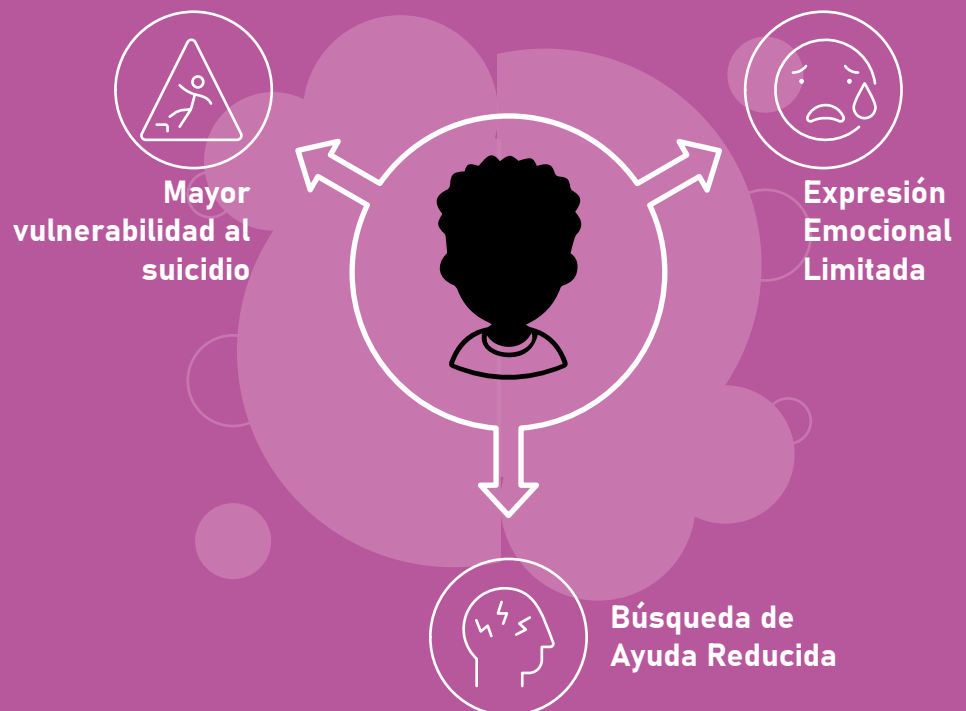 Mayor
vulnerabilidad al
suicidio
Expresión
Emocional
Limitada
Búsqueda de
Ayuda Reducida